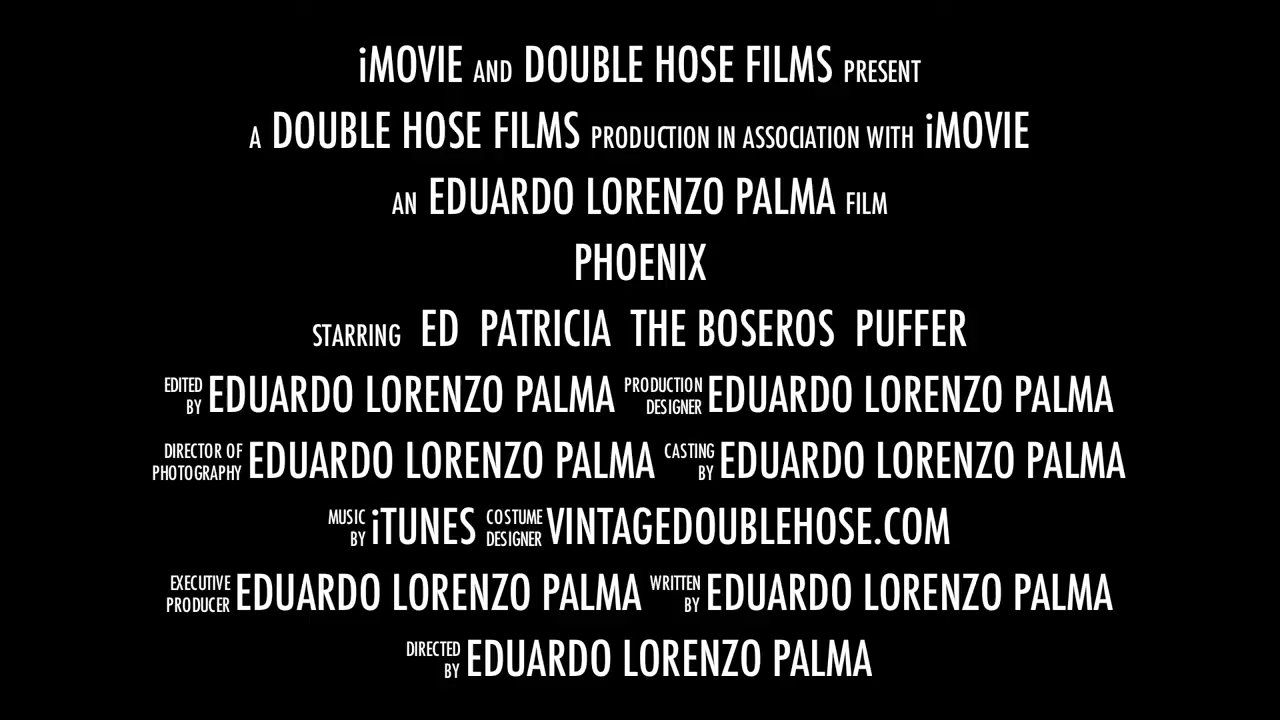 iMOVIE AND DOUBLE HOSE FILMS PRESENT
A DOUBLE HOSE FILMS PRODUCTION IN ASSOCIATION WITH iMOVIE
AN EDUARDO LORENZO PALMA FILM
PHOENIX
STARRING ED PATRICIA THE BOSEROS PUFFER
EDITED BY EDUARDO LORENZO PALMA PRODUCTION DESIGNER EDUARDO LORENZO PALMA
DIRECTOR OF PHOTOGRAPHY EDUARDO LORENZO PALMA CASTING BY EDUARDO LORENZO PALMA
MUSIC BY iTUNES COSTUME DESIGNER VINTAGEDOUBLEHOSE.COM
EXECUTIVE PRODUCER EDUARDO LORENZO PALMA WRITTEN BY EDUARDO LORENZO PALMA
DIRECTED BY EDUARDO LORENZO PALMA